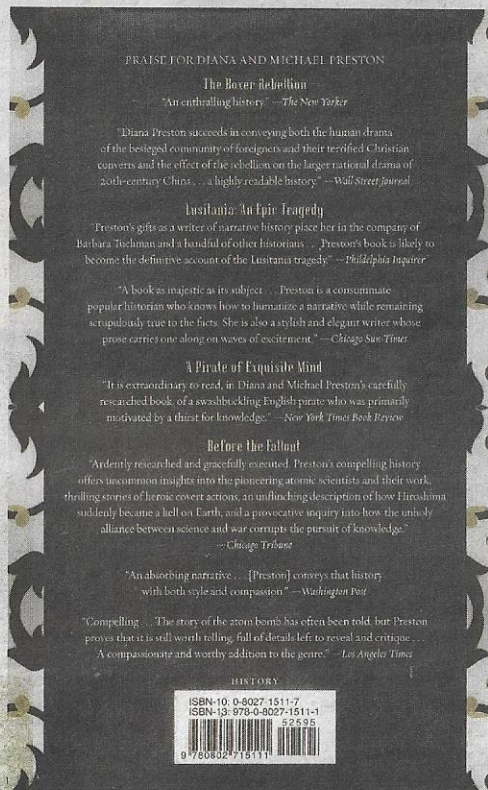 PRAISE FOR DIANA AND MICHAEL PRESTON
The Boxer Rebellion
"An enthralling history." —The New Yorker
"Diana Preston succeeds in conveying both the human drama
of the besieged community of foreigners and their terrified Christian
converts and the effect of the rebellion on the larger national drama of
20th-century China . . . a highly readable history." —Wall Street Journal
Lusitania: An Epic Tragedy
"Preston's gifts as a writer of narrative history place her in the company of
Barbara Tuchman and a handful of other historians . . . Preston's book is likely to
become the definitive account of the Lusitania tragedy." —Phildelphia Inquirer
"A book as majestic as its subject . . . Preston is a consummate
popular historian who knows how to humanize a narrative while remaining
scrupulously true to the facts. She is also a stylish and elegant writer whose
prose carries one along on waves of excitement." —Chicago Sun-Times
A Pirate of Exquisite Mind
"It is extraordinary to read, in Diana and Michael Preston's carefully
researched book, of a swashbuckling English pirate who was primarily
motivated by a thirst for knowledge." —New York Times Book Review
Before the Fallout
"Ardently researched and gracefully executed, Preston's compelling history
offers uncommon insights into the pioneering atomic scientists and their work,
thrilling stories of heroic covert actions, an unflinching description of how Hiroshima
suddenly became a hell on Earth, and a provocative inquiry into how the unholy
alliance between science and war corrupts the pursuit of knowledge."
—Chicago Tribune
"An absorbing narrative . . . [Preston] conveys that history
with both style and compassion." —Washington Post
"Compelling . . . The story of the atom bomb has often been told, but Preston
proves that it is still worth telling, full of details left to reveal and critique . . .
A compassionate and worthy addition to the genre." —Los Angeles Times
HISTORY
ISBN-10: 0-8027-1511-7
ISBN-13: 978-0-8027-1511-1
52595
9 780802 715111